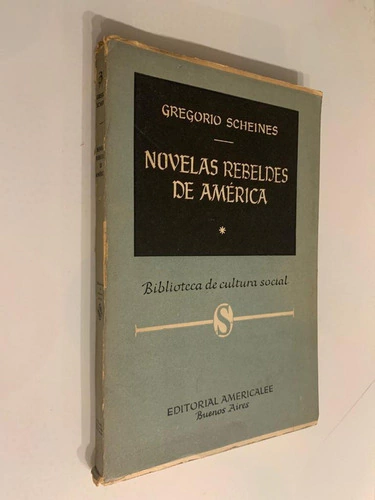 GREGORIO SCHEINES
NOVELAS REBELDES
DE AMÉRICA
*
Biblioteca de cultura social
S
EDITORIAL AMERICALEE
Buenos Aires